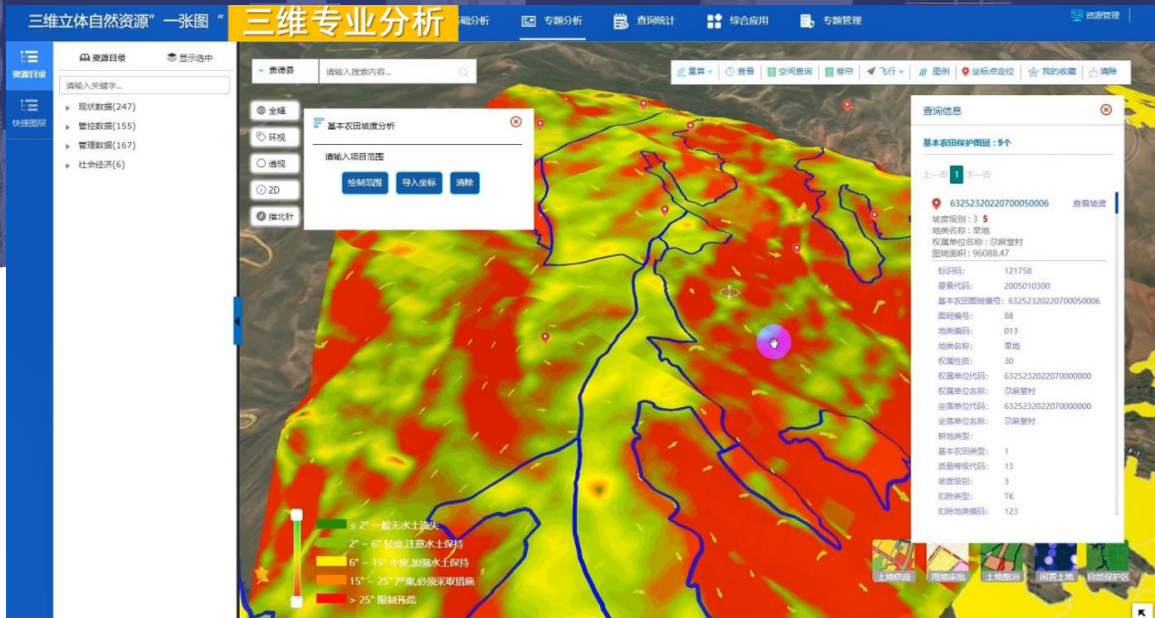 三维立体自然资源”一张图“
三维专业分析
础分析
专题分析
查询统计
综合应用
专题管理
资源管理
资源目录
快捷图层
资源目录
显示选中
请输入关键字...
现状数据(247)
管控数据(155)
管理数据(167)
社会经济(6)
贵德县
请输入搜索内容...
量算
查看
空间查询
卷帘
飞行
图例
坐标点定位
我的收藏
清除
全幅
环视
透视
2D
指北针
基本农田坡度分析
请输入项目范围
绘制范围
导入坐标
清除
≤ 2° 一般无水土流失
2° ~ 6° 轻度,注意水土保持
6° ~ 15° 中度,加强水土保持
15° ~ 25° 严重,必须采取措施
> 25° 限制开荒
查询信息
基本农田保护图斑 : 9个
上一页 1 下一页
63252320220700050006 查看坡度
坡度级别 : 3 5
地类名称 : 旱地
权属单位名称 : 尕麻堂村
图斑面积 : 96088.47
标识码: 121758
要素代码: 2005010300
基本农田图斑编号: 63252320220700050006
图斑编号: 88
地类编码: 013
地类名称: 旱地
权属性质: 30
权属单位代码: 6325232022070000000
权属单位名称: 尕麻堂村
坐落单位代码: 6325232022070000000
坐落单位名称: 尕麻堂村
耕地类型:
基本农田类型: 1
质量等级代码: 13
坡度级别: 3
扣除类型: TK
扣除地类编码: 123
土地供应
用地审批
土地整治
闲置土地
自然保护区